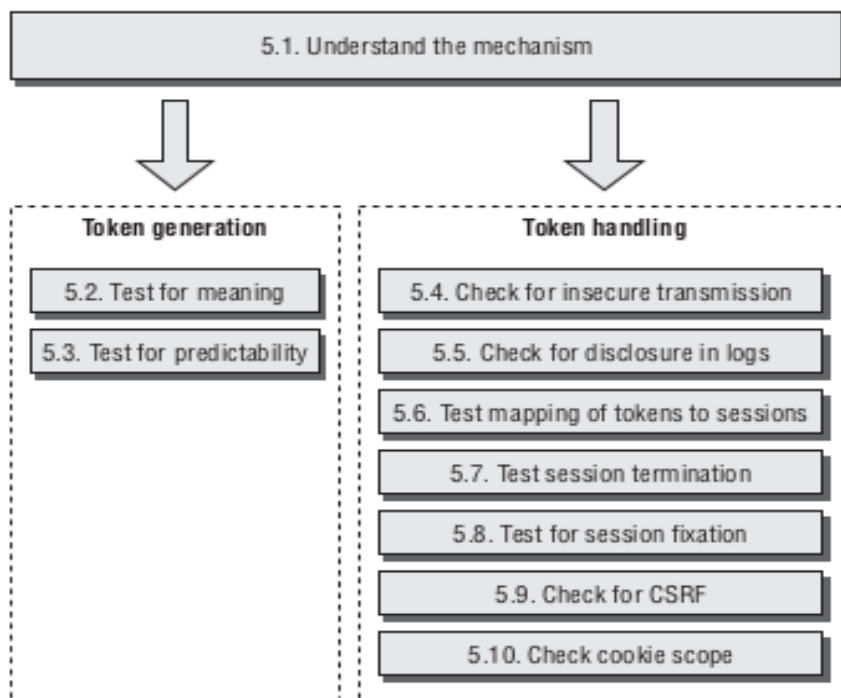 5.1. Understand the mechanism
Token generation
5.2. Test for meaning
5.3. Test for predictability
Token handling
5.4. Check for insecure transmission
5.5. Check for disclosure in logs
5.6. Test mapping of tokens to sessions
5.7. Test session termination
5.8. Test for session fixation
5.9. Check for CSRF
5.10. Check cookie scope